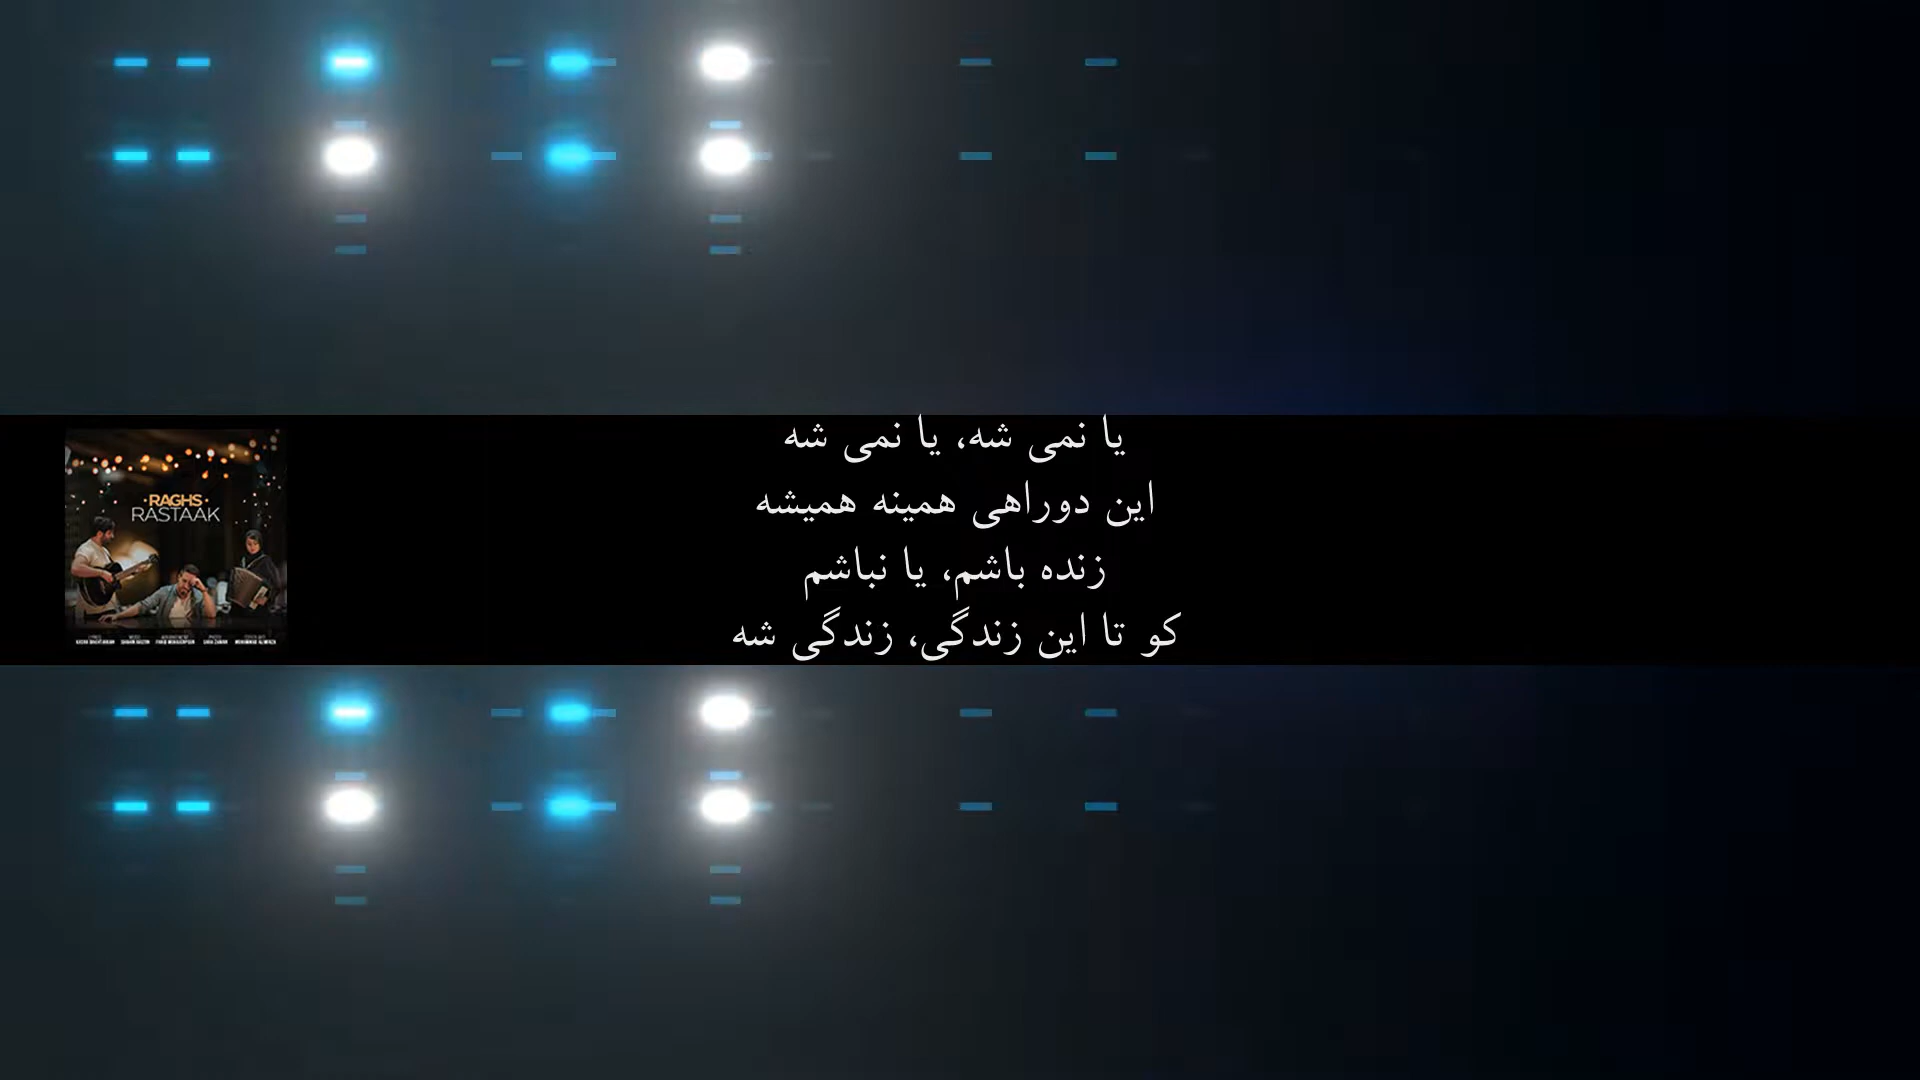 یا نمی شه، یا نمی شه
این دوراهی همینه همیشه
زنده باشم، یا نباشم
کو تا این زندگی، زندگی شه
·RAGHS·
RASTAAK